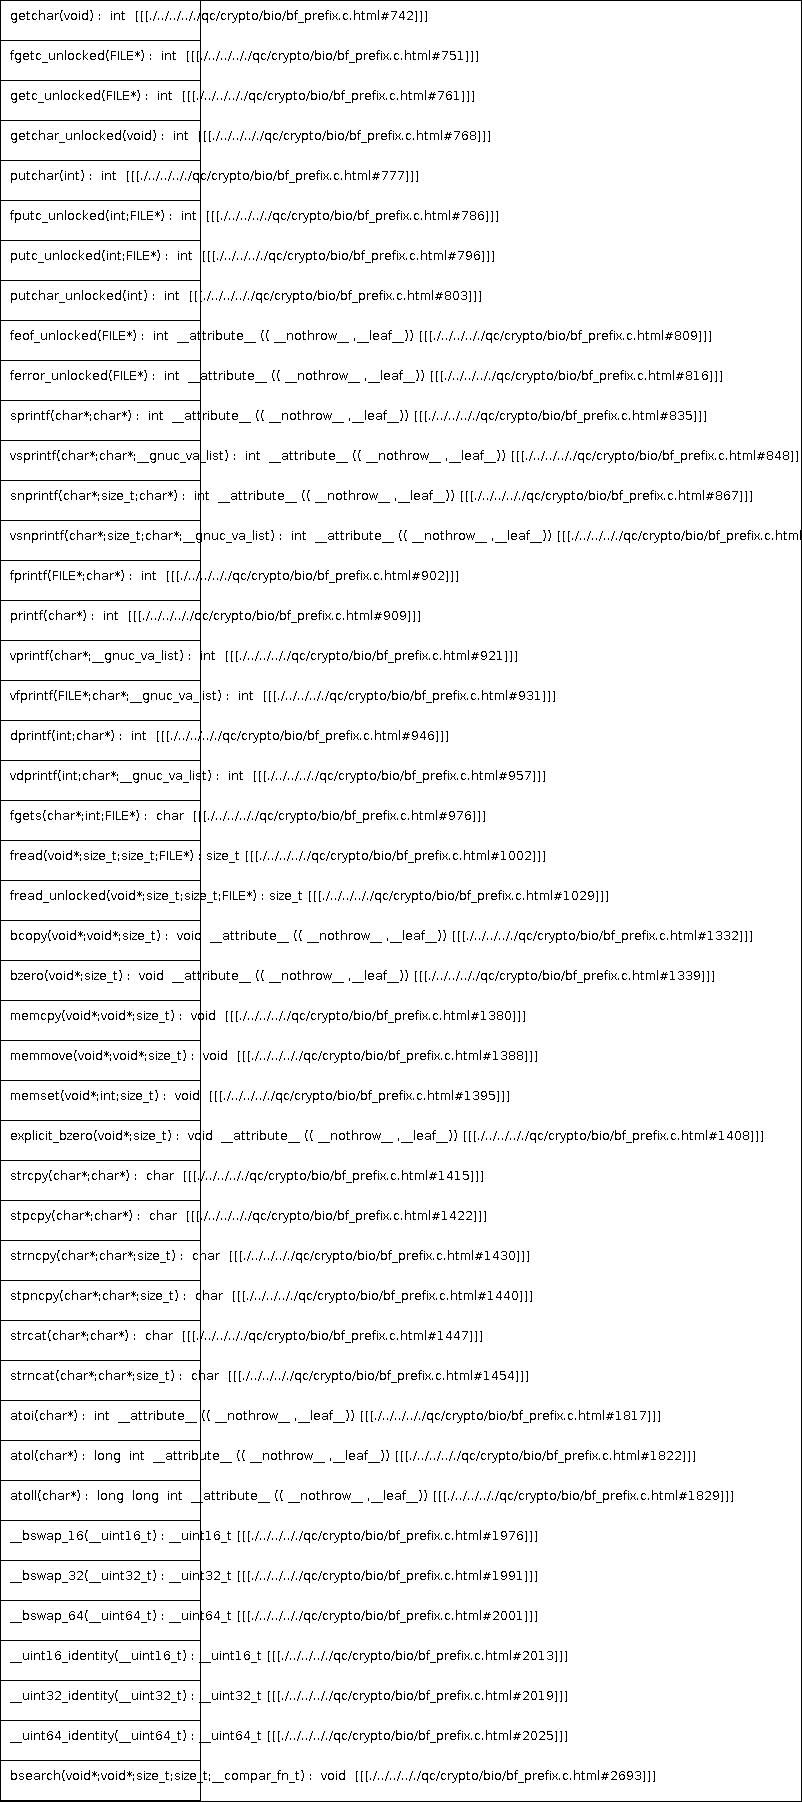 getchar(void) : int [[[./../../../qc/crypto/bio/bf_prefix.c.html#742]]]
fgetc_unlocked(FILE*) : int [[[./../../../qc/crypto/bio/bf_prefix.c.html#751]]]
getc_unlocked(FILE*) : int [[[./../../../qc/crypto/bio/bf_prefix.c.html#761]]]
getchar_unlocked(void) : int [[[./../../../qc/crypto/bio/bf_prefix.c.html#768]]]
putchar(int) : int [[[./../../../qc/crypto/bio/bf_prefix.c.html#777]]]
fputc_unlocked(int;FILE*) : int [[[./../../../qc/crypto/bio/bf_prefix.c.html#786]]]
putc_unlocked(int;FILE*) : int [[[./../../../qc/crypto/bio/bf_prefix.c.html#796]]]
putchar_unlocked(int) : int [[[./../../../qc/crypto/bio/bf_prefix.c.html#803]]]
feof_unlocked(FILE*) : int __attribute__ (( __nothrow__ ,__leaf__)) [[[./../../../qc/crypto/bio/bf_prefix.c.html#809]]]
ferror_unlocked(FILE*) : int __attribute__ (( __nothrow__ ,__leaf__)) [[[./../../../qc/crypto/bio/bf_prefix.c.html#816]]]
sprintf(char*;char*) : int __attribute__ (( __nothrow__ ,__leaf__)) [[[./../../../qc/crypto/bio/bf_prefix.c.html#835]]]
vsprintf(char*;char*;__gnuc_va_list) : int __attribute__ (( __nothrow__ ,__leaf__)) [[[./../../../qc/crypto/bio/bf_prefix.c.html#848]]
snprintf(char*;size_t;char*) : int __attribute__ (( __nothrow__ ,__leaf__)) [[[./../../../qc/crypto/bio/bf_prefix.c.html#867]]]
vsnprintf(char*;size_t;char*;__gnuc_va_list) : int __attribute__ (( __nothrow__ ,__leaf__)) [[[./../../../qc/crypto/bio/bf_prefix.c.html
fprintf(FILE*;char*) : int [[[./../../../qc/crypto/bio/bf_prefix.c.html#902]]]
printf(char*) : int [[[./../../../qc/crypto/bio/bf_prefix.c.html#909]]]
vprintf(char*;__gnuc_va_list) : int [[[./../../../qc/crypto/bio/bf_prefix.c.html#921]]]
vfprintf(FILE*;char*;__gnuc_va_list) : int [[[./../../../qc/crypto/bio/bf_prefix.c.html#931]]]
dprintf(int;char*) : int [[[./../../../qc/crypto/bio/bf_prefix.c.html#946]]]
vdprintf(int;char*;__gnuc_va_list) : int [[[./../../../qc/crypto/bio/bf_prefix.c.html#957]]]
fgets(char*;int;FILE*) : char [[[./../../../qc/crypto/bio/bf_prefix.c.html#976]]]
fread(void*;size_t;size_t;FILE*) : size_t [[[./../../../qc/crypto/bio/bf_prefix.c.html#1002]]]
fread_unlocked(void*;size_t;size_t;FILE*) : size_t [[[./../../../qc/crypto/bio/bf_prefix.c.html#1029]]]
bcopy(void*;void*;size_t) : void __attribute__ (( __nothrow__ ,__leaf__)) [[[./../../../qc/crypto/bio/bf_prefix.c.html#1332]]]
bzero(void*;size_t) : void __attribute__ (( __nothrow__ ,__leaf__)) [[[./../../../qc/crypto/bio/bf_prefix.c.html#1339]]]
memcpy(void*;void*;size_t) : void [[[./../../../qc/crypto/bio/bf_prefix.c.html#1380]]]
memmove(void*;void*;size_t) : void [[[./../../../qc/crypto/bio/bf_prefix.c.html#1388]]]
memset(void*;int;size_t) : void [[[./../../../qc/crypto/bio/bf_prefix.c.html#1395]]]
explicit_bzero(void*;size_t) : void __attribute__ (( __nothrow__ ,__leaf__)) [[[./../../../qc/crypto/bio/bf_prefix.c.html#1408]]]
strcpy(char*;char*) : char [[[./../../../qc/crypto/bio/bf_prefix.c.html#1415]]]
stpcpy(char*;char*) : char [[[./../../../qc/crypto/bio/bf_prefix.c.html#1422]]]
strncpy(char*;char*;size_t) : char [[[./../../../qc/crypto/bio/bf_prefix.c.html#1430]]]
stpncpy(char*;char*;size_t) : char [[[./../../../qc/crypto/bio/bf_prefix.c.html#1440]]]
strcat(char*;char*) : char [[[./../../../qc/crypto/bio/bf_prefix.c.html#1447]]]
strncat(char*;char*;size_t) : char [[[./../../../qc/crypto/bio/bf_prefix.c.html#1454]]]
atoi(char*) : int __attribute__ (( __nothrow__ ,__leaf__)) [[[./../../../qc/crypto/bio/bf_prefix.c.html#1817]]]
atol(char*) : long int __attribute__ (( __nothrow__ ,__leaf__)) [[[./../../../qc/crypto/bio/bf_prefix.c.html#1822]]]
atoll(char*) : long long int __attribute__ (( __nothrow__ ,__leaf__)) [[[./../../../qc/crypto/bio/bf_prefix.c.html#1829]]]
__bswap_16(__uint16_t) : __uint16_t [[[./../../../qc/crypto/bio/bf_prefix.c.html#1976]]]
__bswap_32(__uint32_t) : __uint32_t [[[./../../../qc/crypto/bio/bf_prefix.c.html#1991]]]
__bswap_64(__uint64_t) : __uint64_t [[[./../../../qc/crypto/bio/bf_prefix.c.html#2001]]]
__uint16_identity(__uint16_t) : __uint16_t [[[./../../../qc/crypto/bio/bf_prefix.c.html#2013]]]
__uint32_identity(__uint32_t) : __uint32_t [[[./../../../qc/crypto/bio/bf_prefix.c.html#2019]]]
__uint64_identity(__uint64_t) : __uint64_t [[[./../../../qc/crypto/bio/bf_prefix.c.html#2025]]]
bsearch(void*;void*;size_t;size_t;__compar_fn_t) : void [[[./../../../qc/crypto/bio/bf_prefix.c.html#2693]]]